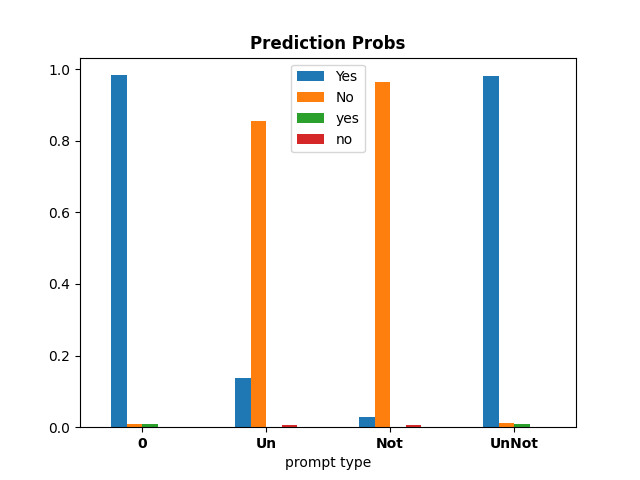 Prediction Probs
Yes
No
yes
no
1.0
0.8
0.6
0.4
0.2
0.0
0 Un Not UnNot
prompt type